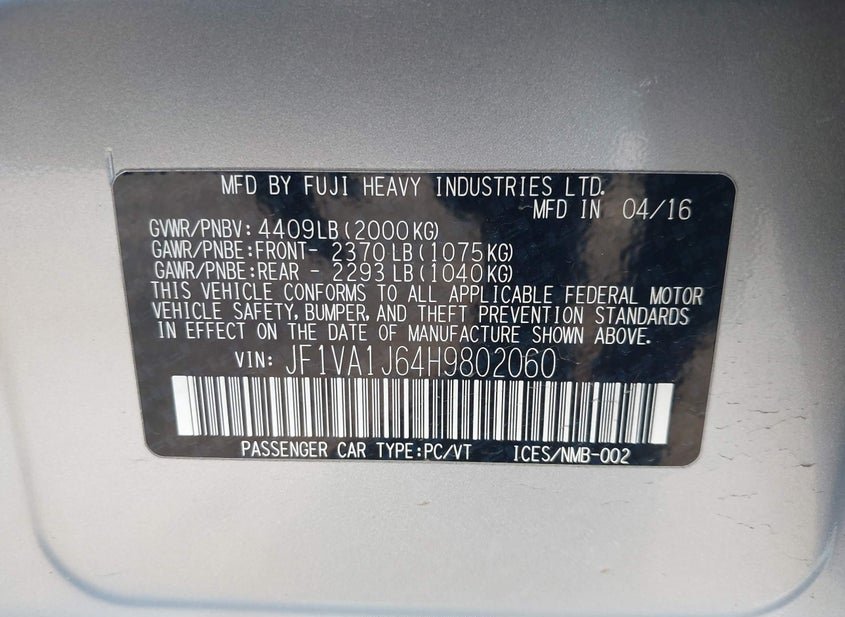 MFD BY FUJI HEAVY INDUSTRIES LTD.
MFD IN 04/16
GVWR/PNBV: 4409LB(2000KG)
GAWR/PNBE:FRONT- 2370LB(1075KG)
GAWR/PNBE:REAR - 2293LB(1040KG)
THIS VEHICLE CONFORMS TO ALL APPLICABLE FEDERAL MOTOR
VEHICLE SAFETY, BUMPER, AND THEFT PREVENTION STANDARDS
IN EFFECT ON THE DATE OF MANUFACTURE SHOWN ABOVE.
VIN: JF1VA1J64H9802060
PASSENGER CAR TYPE:PC/VT ICES/NMB-002